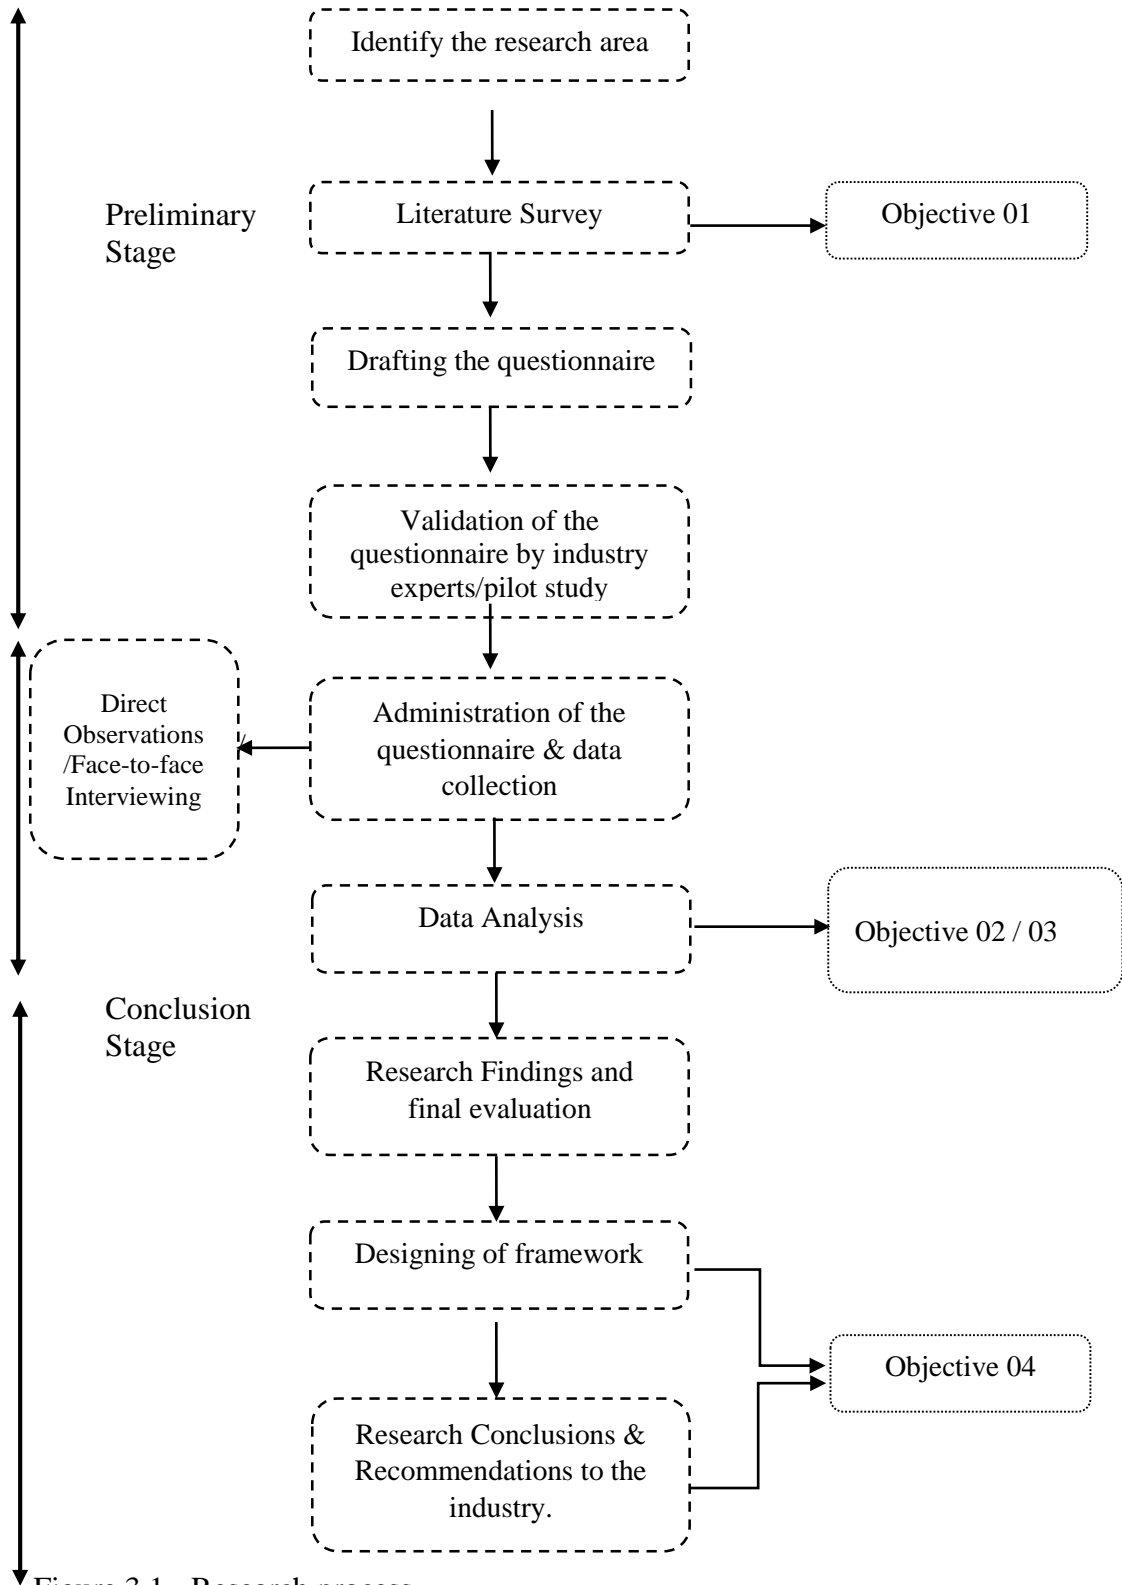 Identify the research area
Preliminary
Stage
Literature Survey
Objective 01
Drafting the questionnaire
Validation of the
questionnaire by industry
experts/pilot study
Direct
Observations
/Face-to-face
Interviewing
/
Administration of the
questionnaire & data
collection
Data Analysis
Objective 02 / 03
Conclusion
Stage
Research Findings and
final evaluation
Designing of framework
Objective 04
Research Conclusions &
Recommendations to the
industry.
Figure 3.1 - Research process